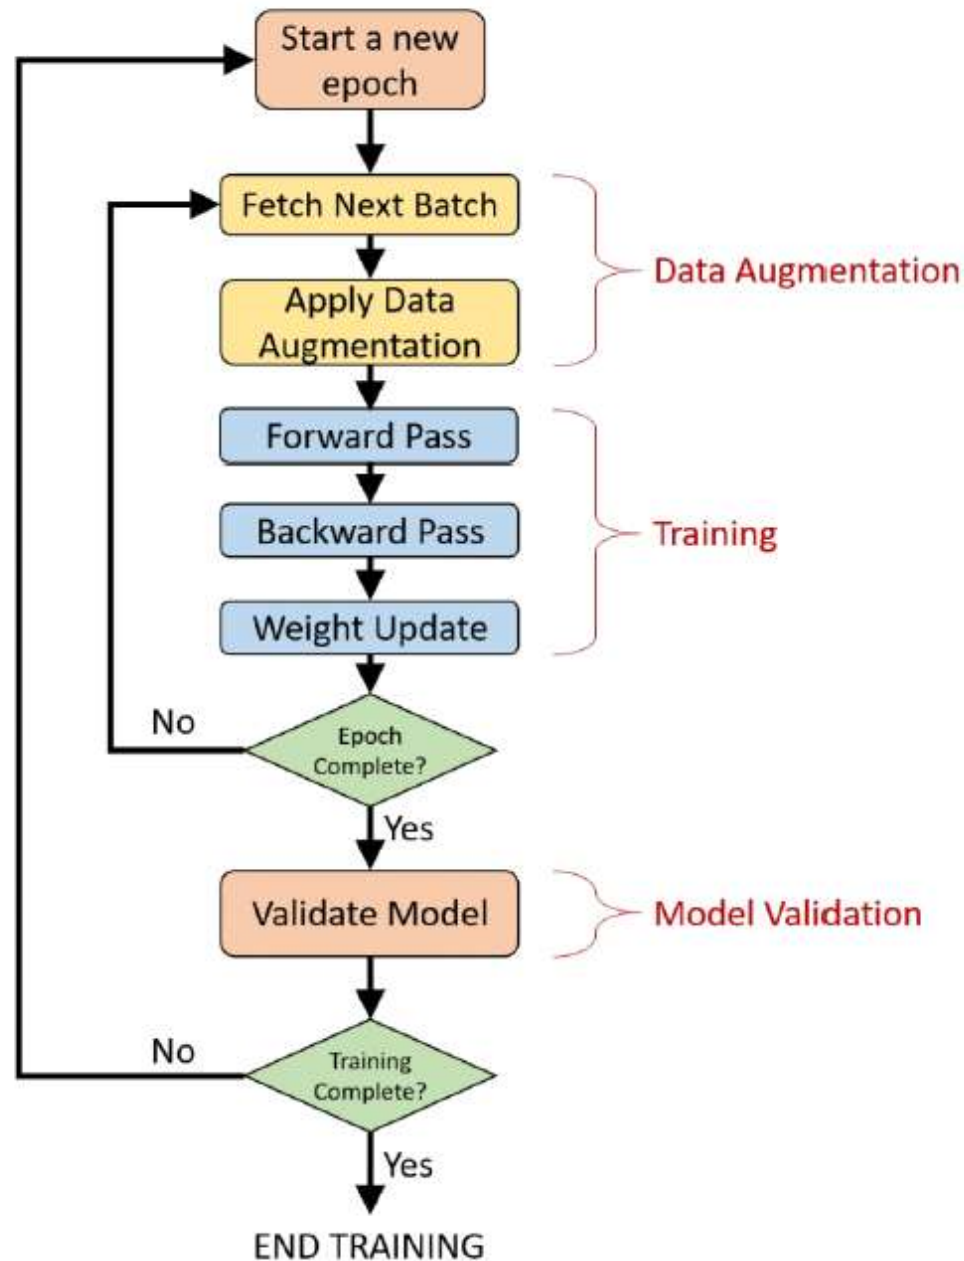 Start a new
epoch
Fetch Next Batch
Data Augmentation
Apply Data
Augmentation
Forward Pass
Backward Pass
Training
Weight Update
No
Epoch
Complete?
Yes
Validate Model
Model Validation
No
Training
Complete?
Yes
END TRAINING